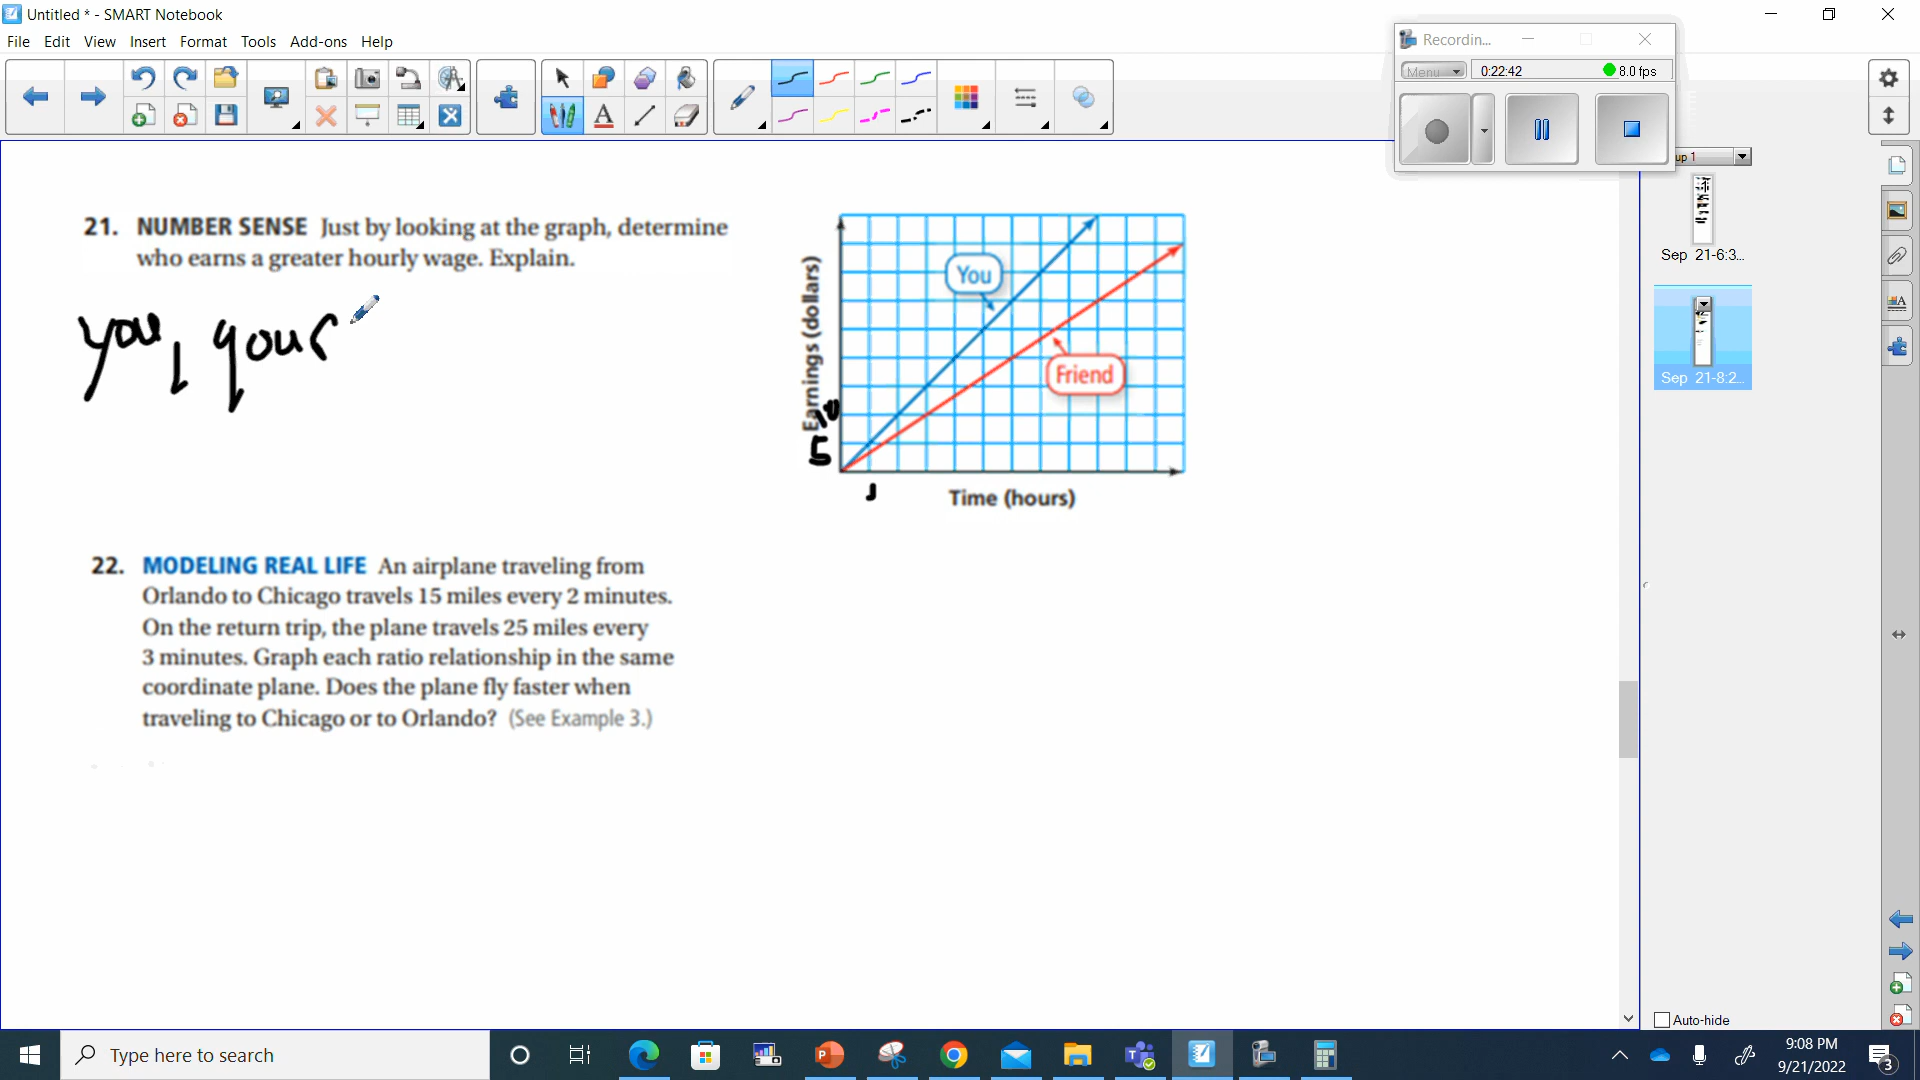 Untitled * - SMART Notebook
File Edit View Insert Format Tools Add-ons Help
Recordin...
Menu 0:22:42 8.0 fps
up 1
Sep 21-6:3...
Sep 21-8:2...
21. NUMBER SENSE Just by looking at the graph, determine
who earns a greater hourly wage. Explain.
you, your
You
Friend
Earnings (dollars)
10
5
1
Time (hours)
22. MODELING REAL LIFE An airplane traveling from
Orlando to Chicago travels 15 miles every 2 minutes.
On the return trip, the plane travels 25 miles every
3 minutes. Graph each ratio relationship in the same
coordinate plane. Does the plane fly faster when
traveling to Chicago or to Orlando? (See Example 3.)
Auto-hide
Type here to search
9:08 PM
9/21/2022
3